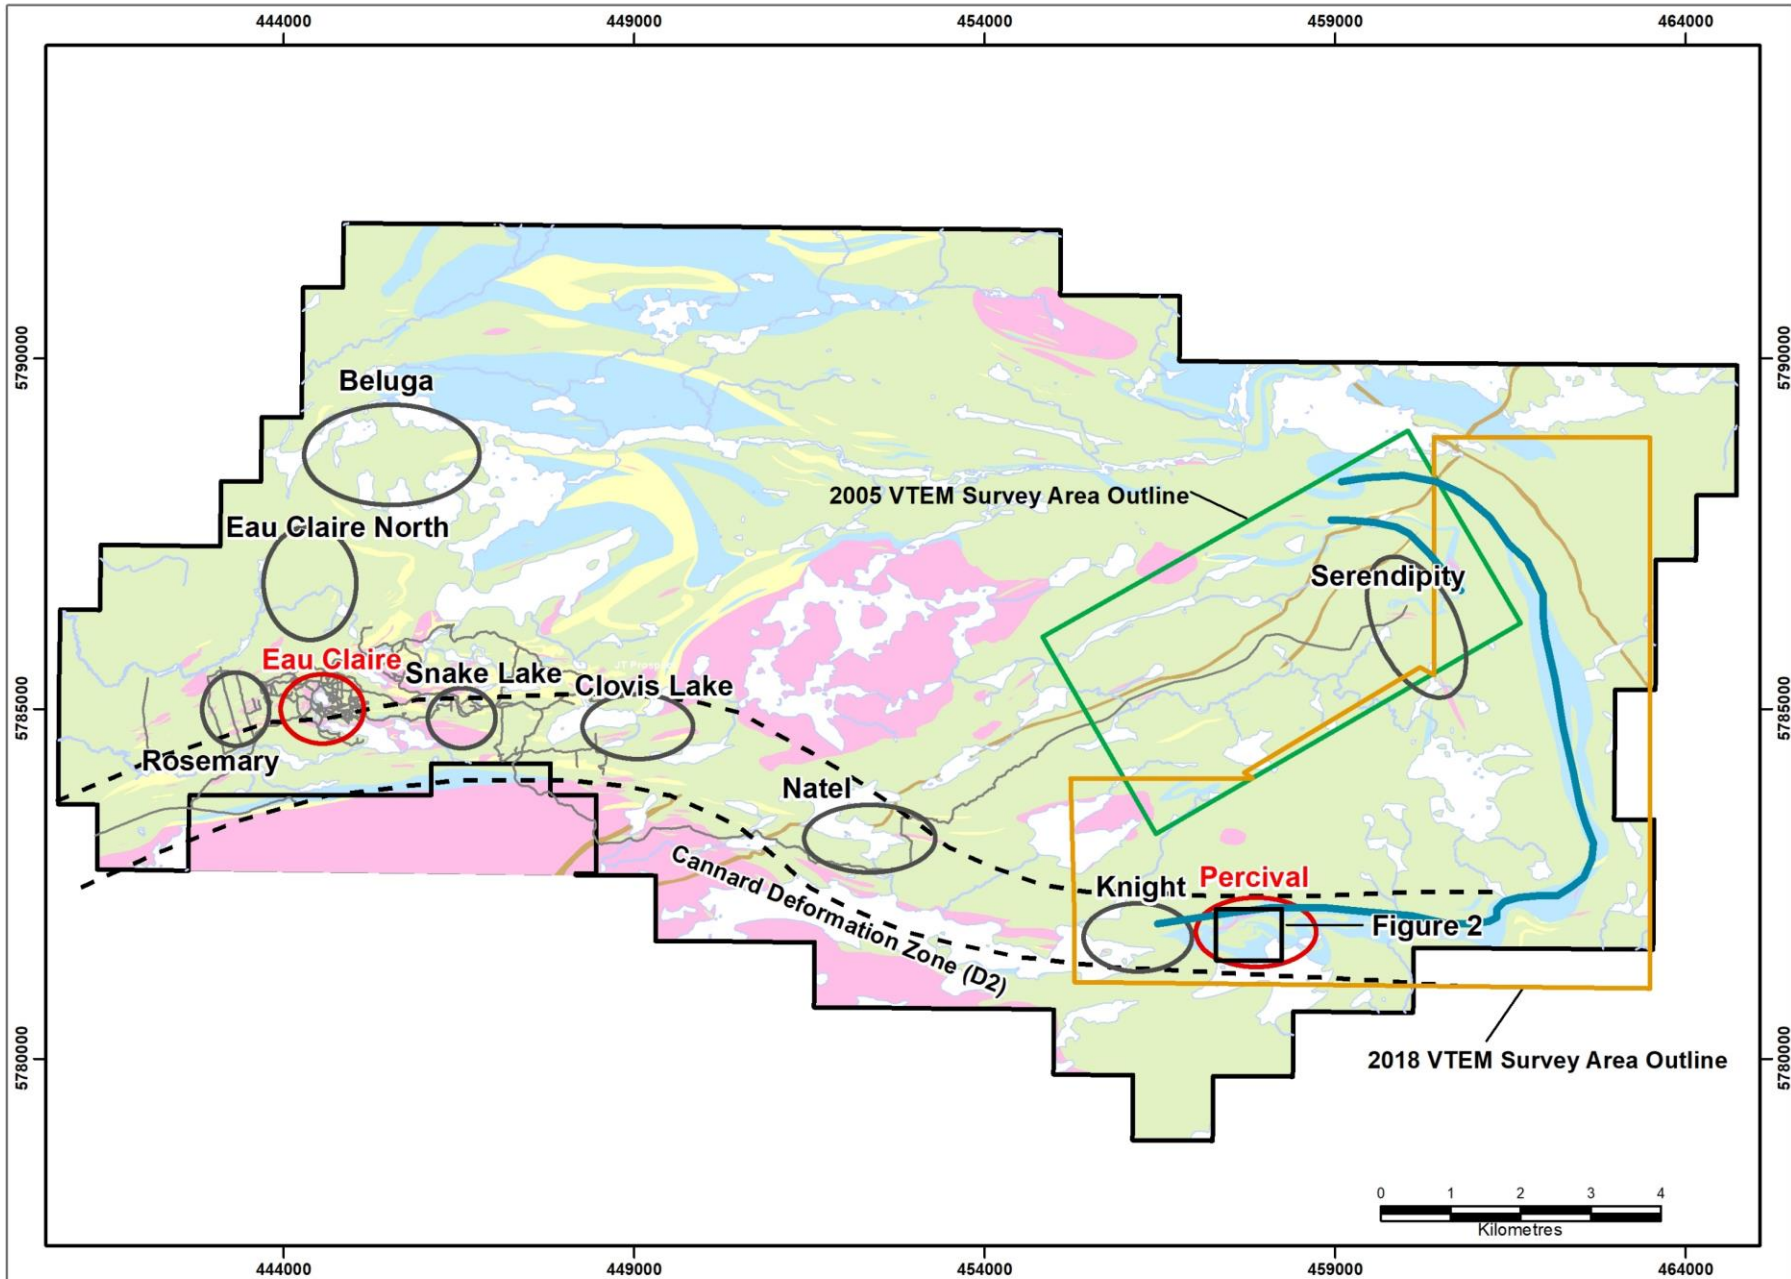 444000 449000 454000 459000 464000
5790000 5790000
Beluga
2005 VTEM Survey Area Outline
Eau Claire North
Serendipity
JT Prospect
Eau Claire
Snake Lake
Clovis Lake
5785000 5785000
Rosemary
Natel
Cannard Deformation Zone (D2)
Knight
Percival
Figure 2
5780000 5780000
2018 VTEM Survey Area Outline
0 1 2 3 4
Kilometres
444000 449000 454000 459000 464000